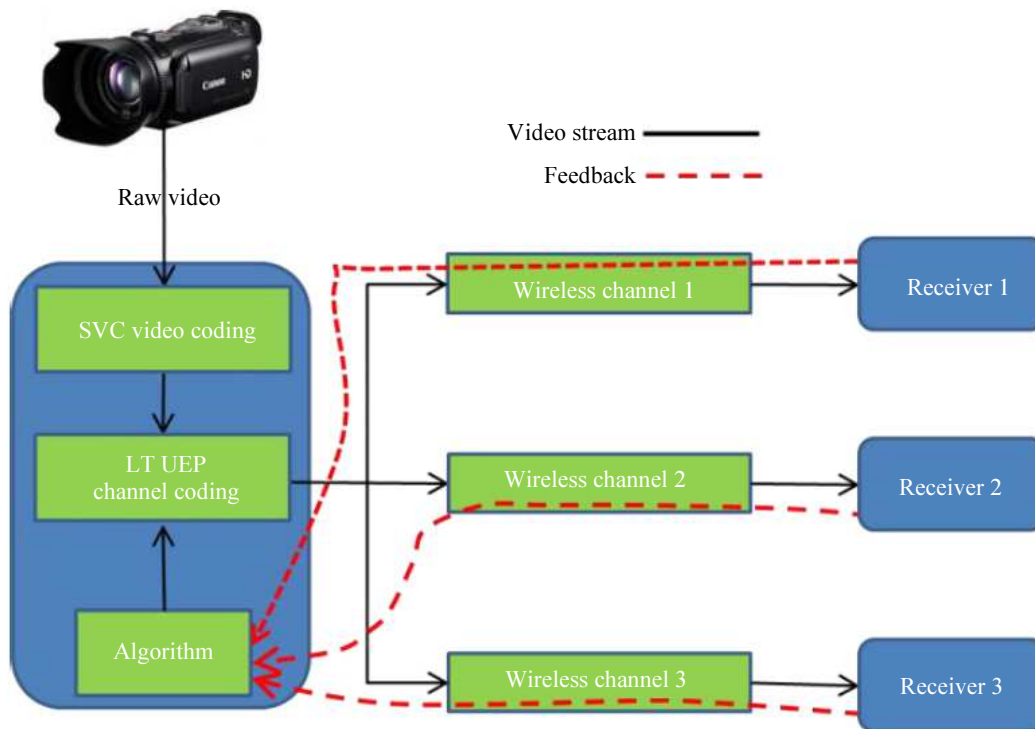 Canon
HD
Video stream
Feedback
Raw video
SVC video coding
LT UEP
channel coding
Algorithm
Wireless channel 1
Receiver 1
Wireless channel 2
Receiver 2
Wireless channel 3
Receiver 3